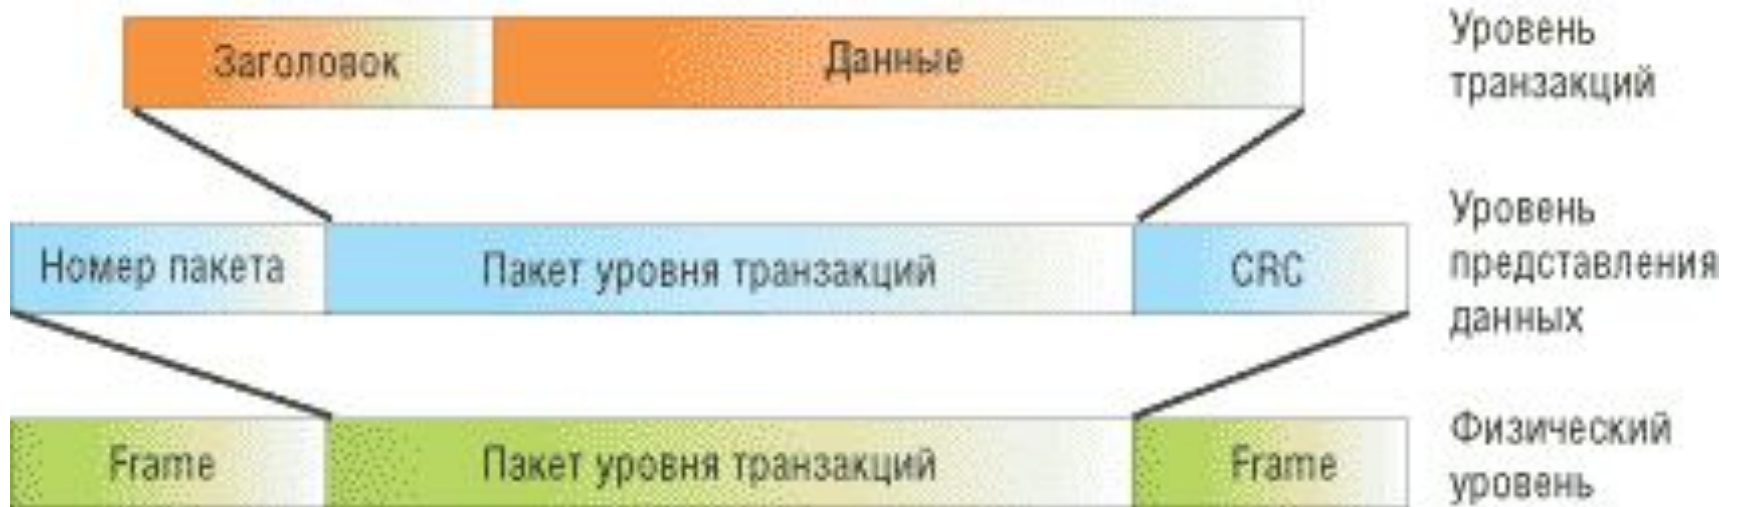 Заголовок
Данные
Уровень
транзакций
Номер пакета
Пакет уровня транзакций
CRC
Уровень
представления
данных
Frame
Пакет уровня транзакций
Frame
Физический
уровень